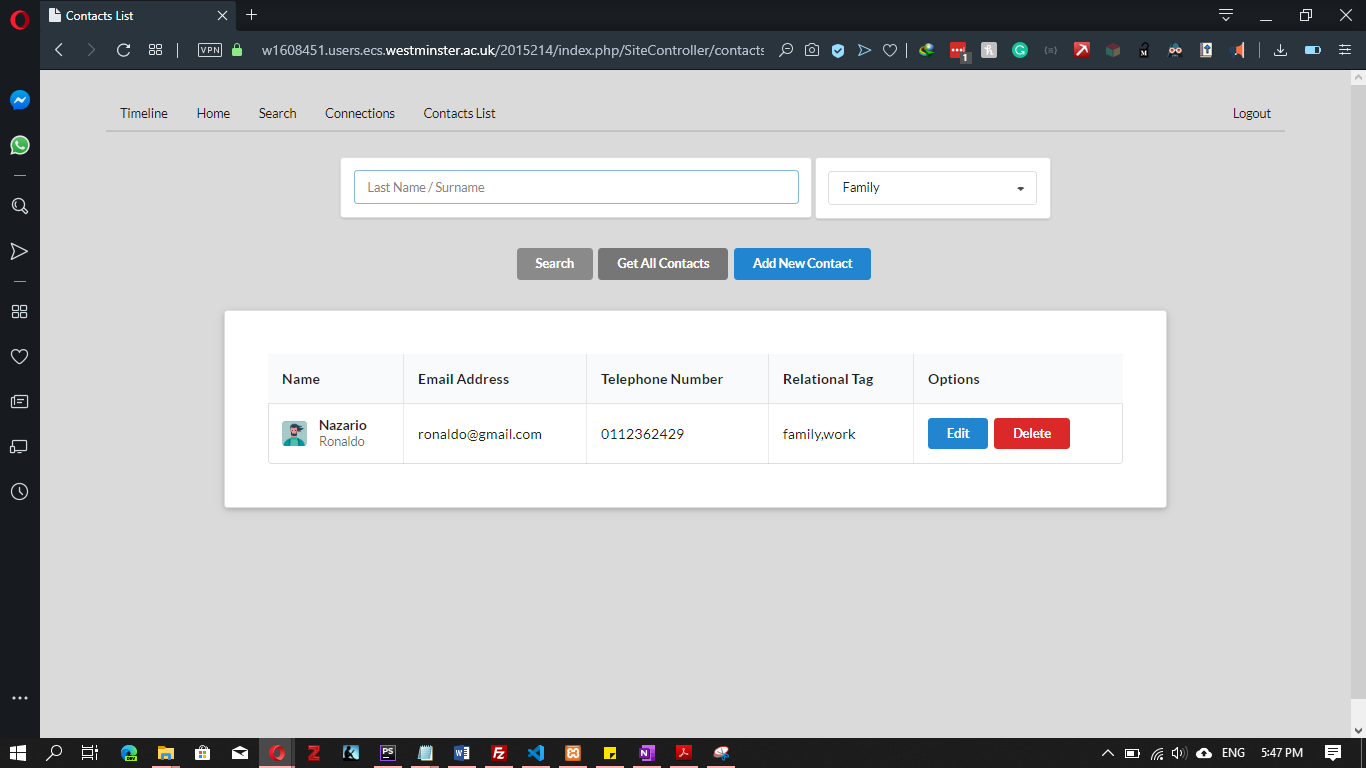 Contacts List
VPN
w1608451.users.ecs.westminster.ac.uk/2015214/index.php/SiteController/contacts
1
Timeline Home Search Connections Contacts List Logout
Last Name / Surname Family
Search Get All Contacts Add New Contact
Name Email Address Telephone Number Relational Tag Options
Nazario
Ronaldo
ronaldo@gmail.com 0112362429 family,work Edit Delete
ENG 5:47 PM